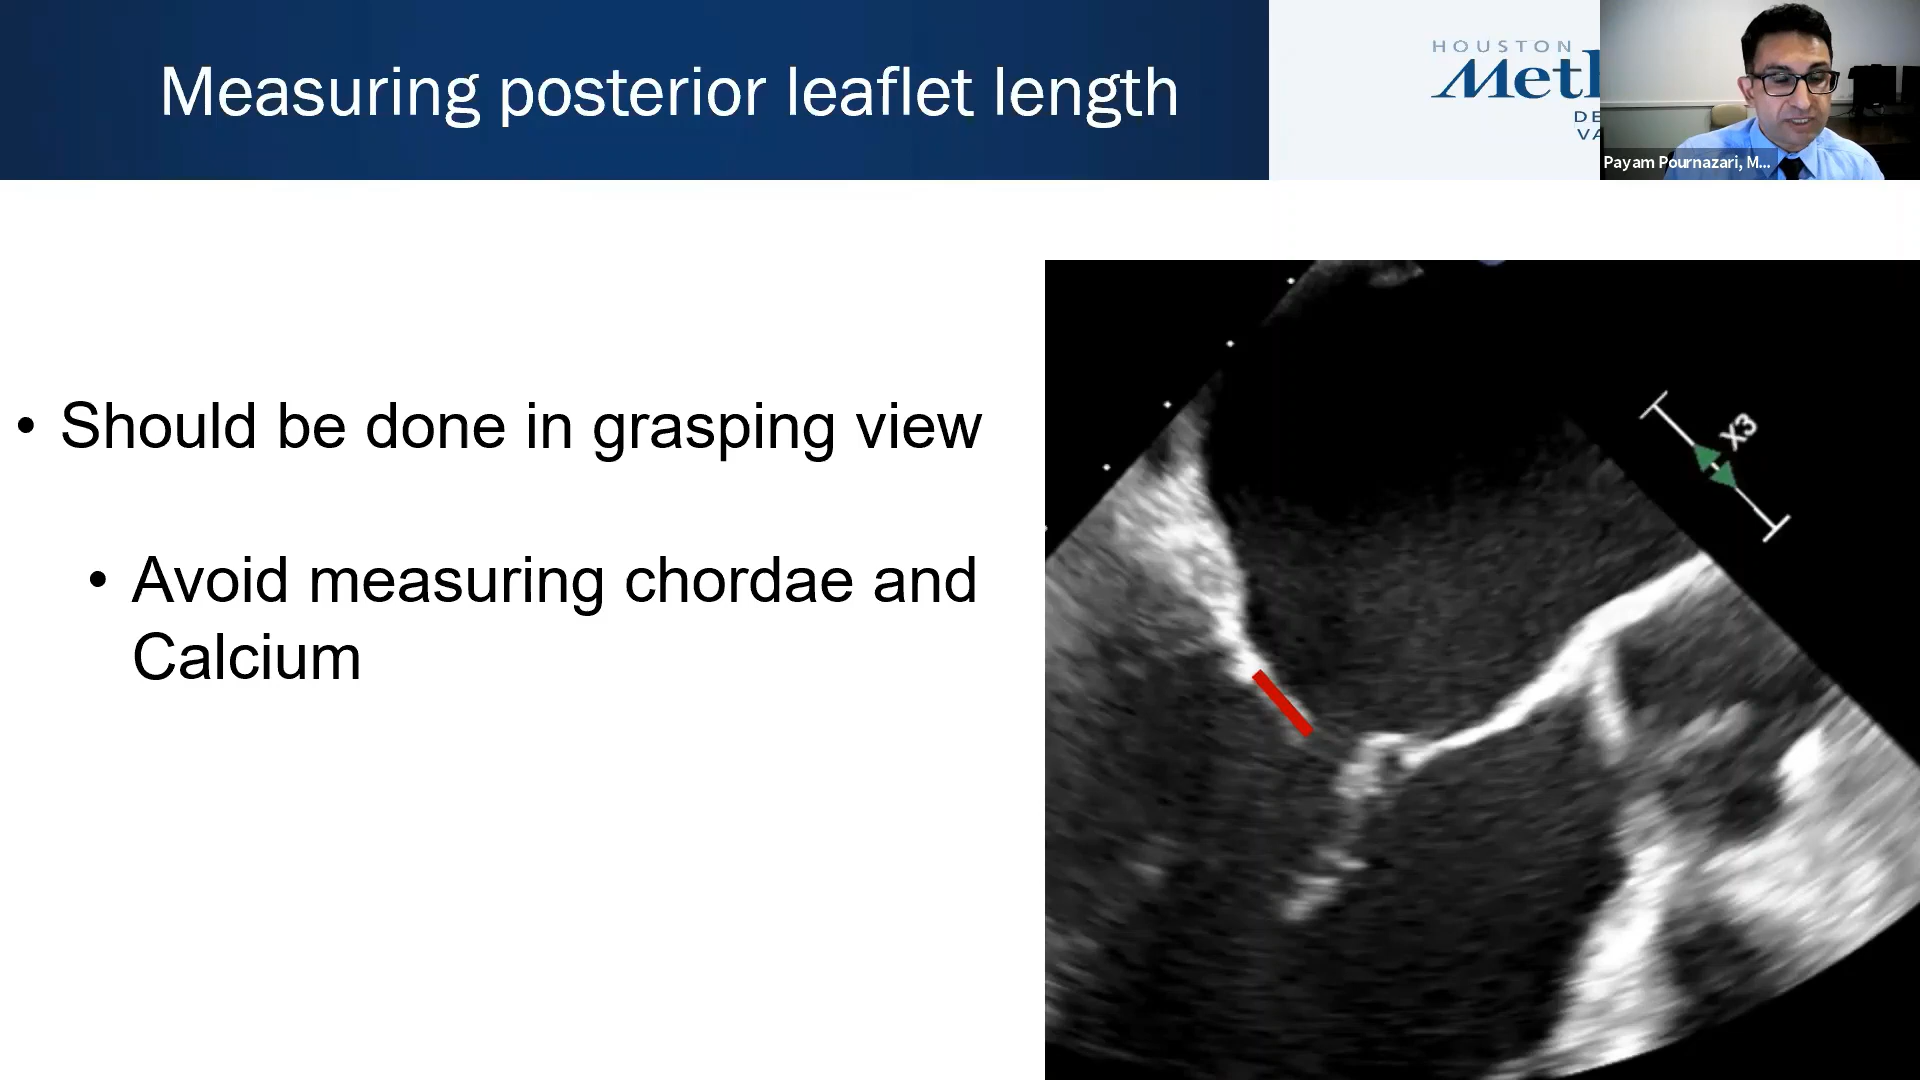 Measuring posterior leaflet length
HOUSTON
Meth
DE
VA
Payam Pournazari, M...
• Should be done in grasping view
• Avoid measuring chordae and
Calcium
X3